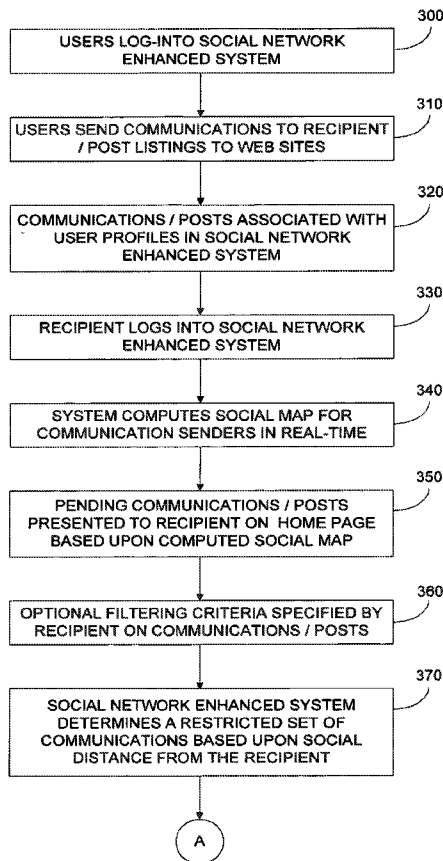 300
USERS LOG-INTO SOCIAL NETWORK
ENHANCED SYSTEM
310
USERS SEND COMMUNICATIONS TO RECIPIENT
/ POST LISTINGS TO WEB SITES
320
COMMUNICATIONS / POSTS ASSOCIATED WITH
USER PROFILES IN SOCIAL NETWORK
ENHANCED SYSTEM
330
RECIPIENT LOGS INTO SOCIAL NETWORK
ENHANCED SYSTEM
340
SYSTEM COMPUTES SOCIAL MAP FOR
COMMUNICATION SENDERS IN REAL-TIME
350
PENDING COMMUNICATIONS / POSTS
PRESENTED TO RECIPIENT ON HOME PAGE
BASED UPON COMPUTED SOCIAL MAP
360
OPTIONAL FILTERING CRITERIA SPECIFIED BY
RECIPIENT ON COMMUNICATIONS / POSTS
370
SOCIAL NETWORK ENHANCED SYSTEM
DETERMINES A RESTRICTED SET OF
COMMUNICATIONS BASED UPON SOCIAL
DISTANCE FROM THE RECIPIENT
A